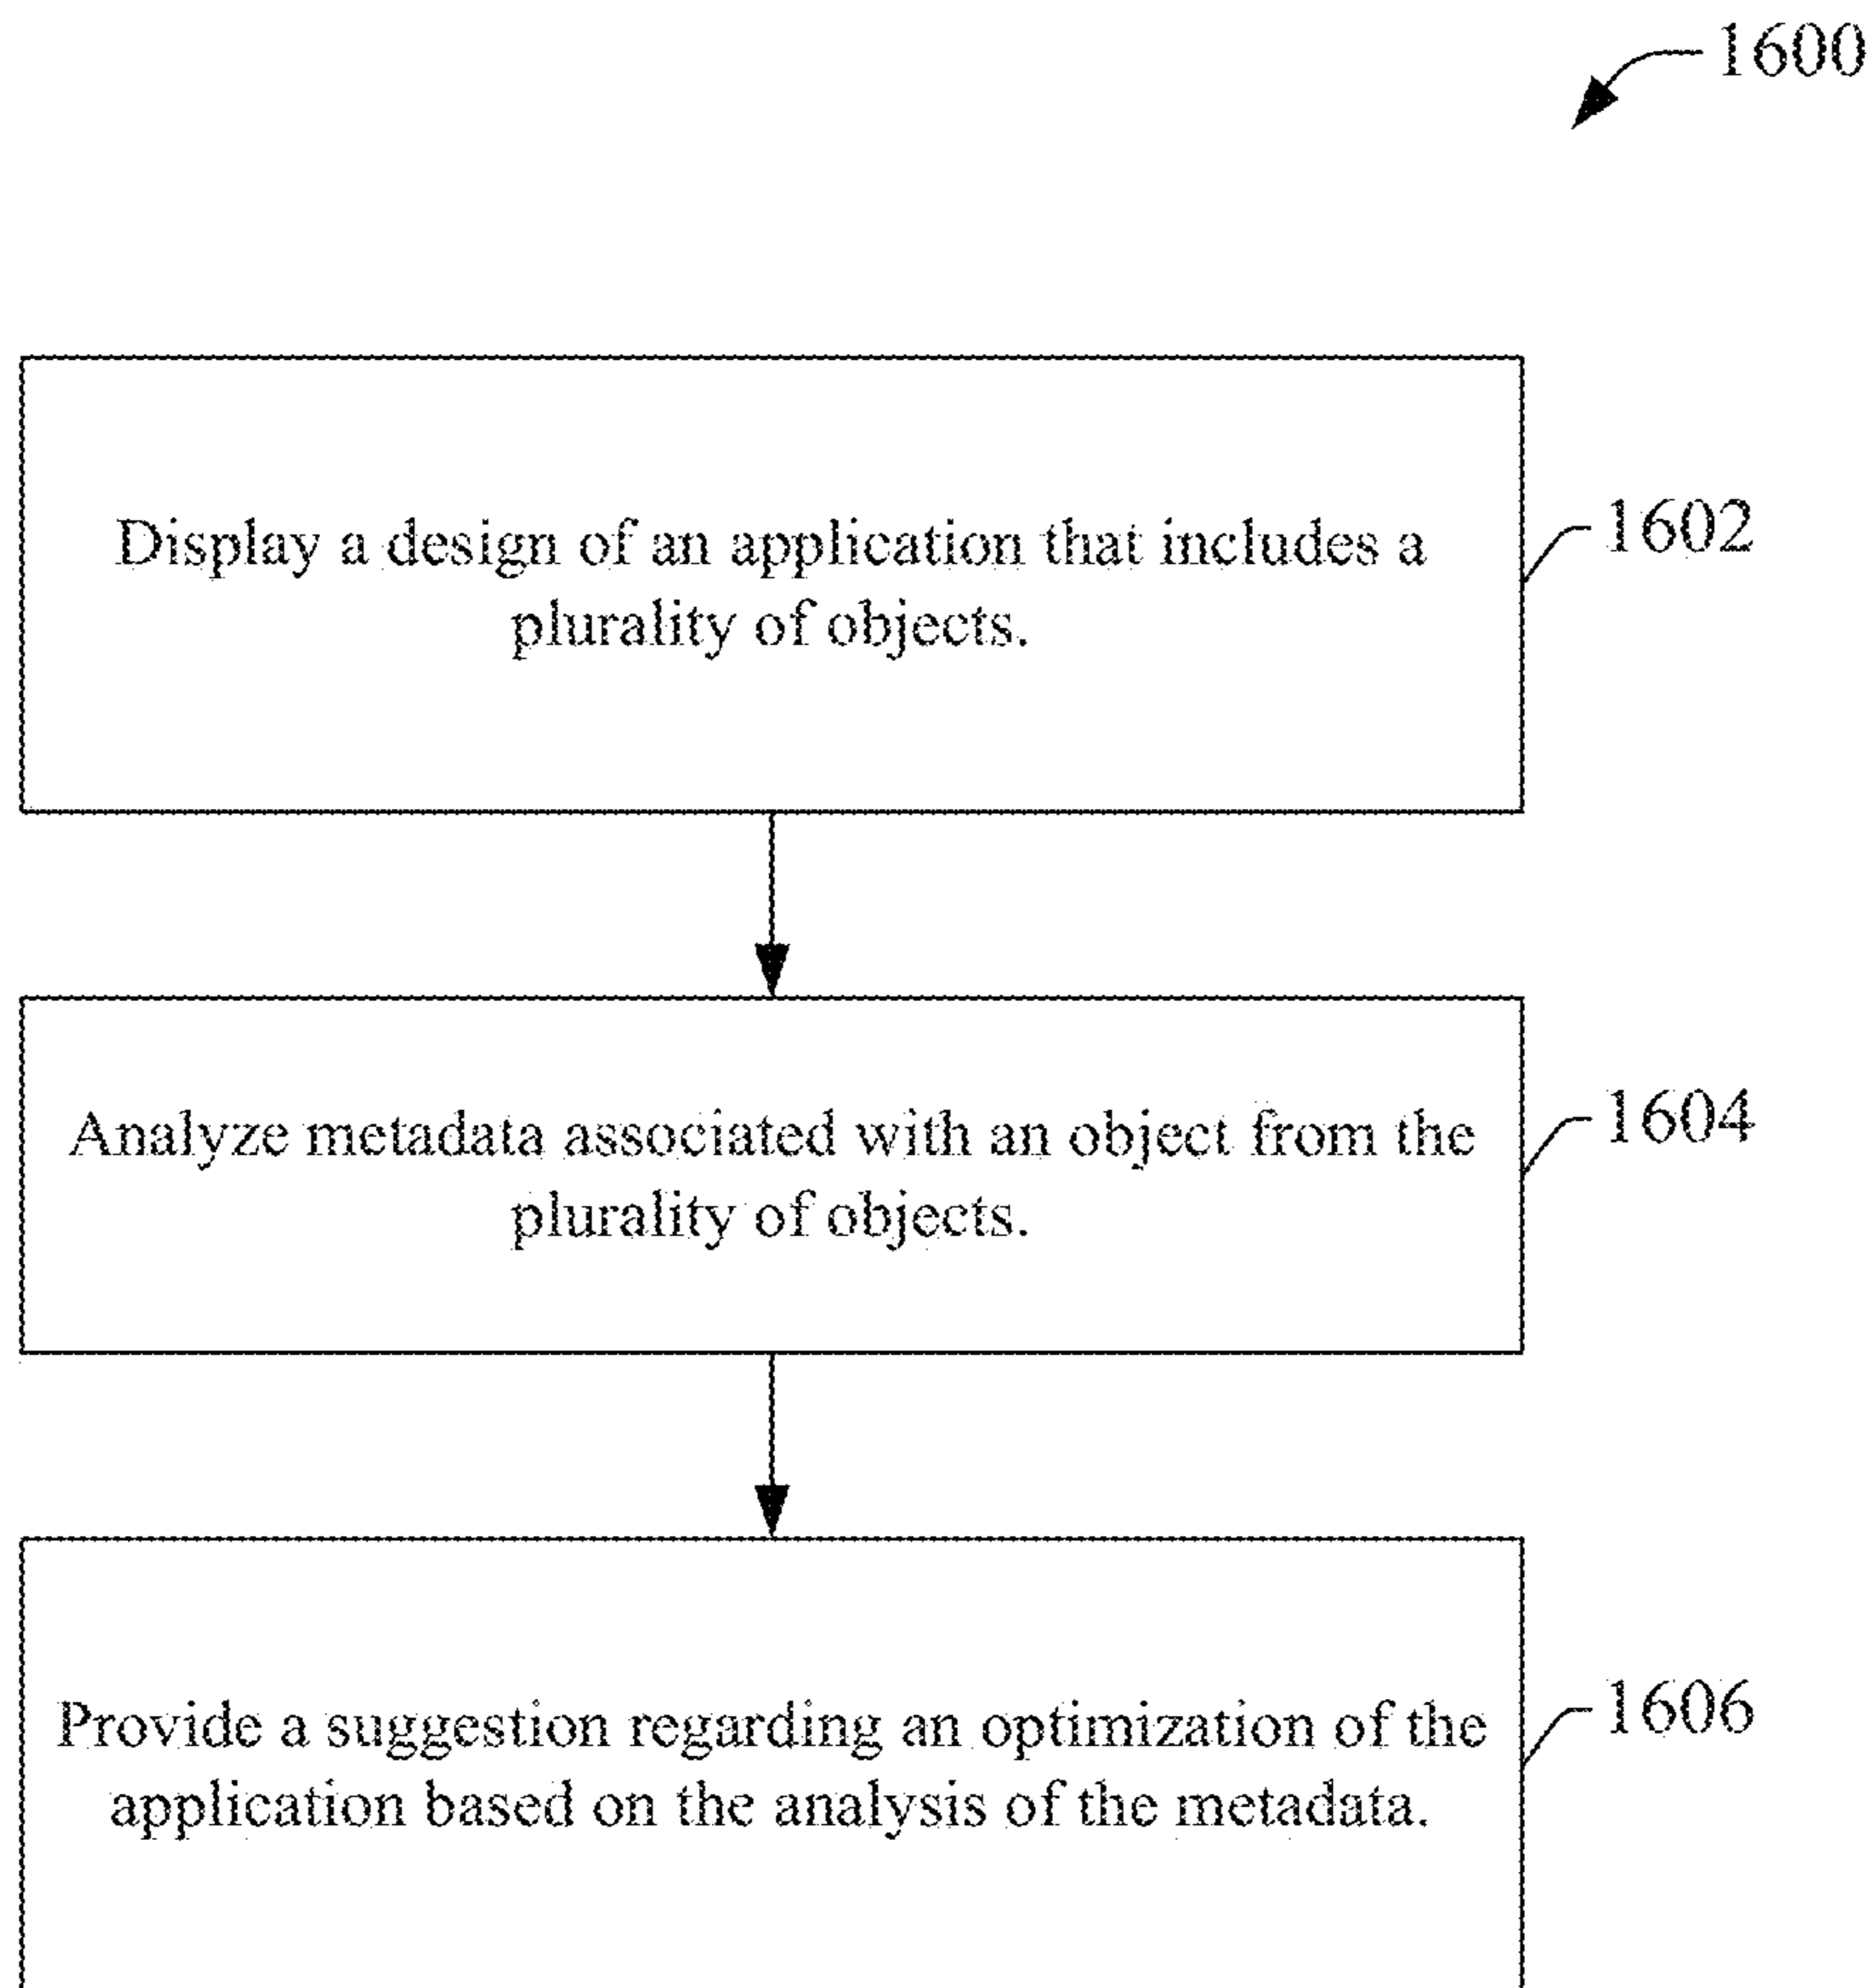 1600
Display a design of an application that includes a
plurality of objects.
1602
Analyze metadata associated with an object from the
plurality of objects.
1604
Provide a suggestion regarding an optimization of the
application based on the analysis of the metadata.
1606